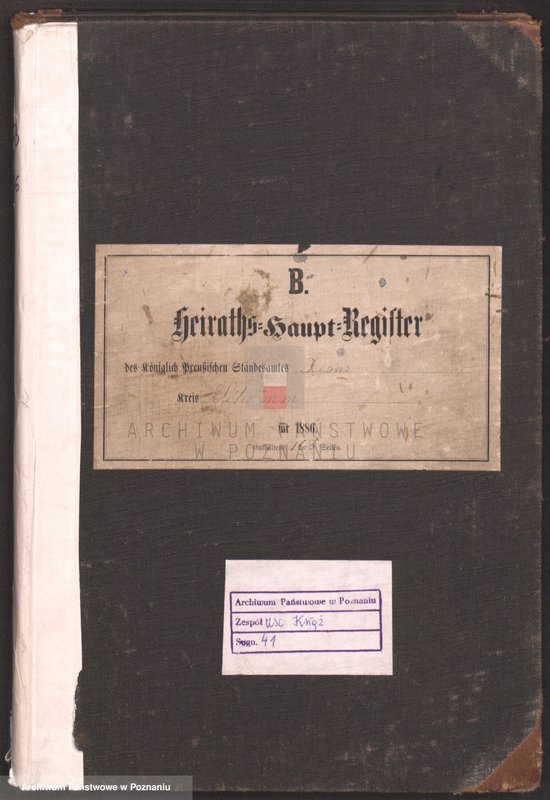 B.
Heiraths-Haupt-Register
des Königlich Preußischen Standesamtes Xions
Kreis Schrimm
für 1886.
ARCHIWUM PAŃSTWOWE
W POZNANIU
Archiwum Państwowe w Poznaniu
Zespół USC Książ
Sygn. 41
Archiwum Państwowe w Poznaniu